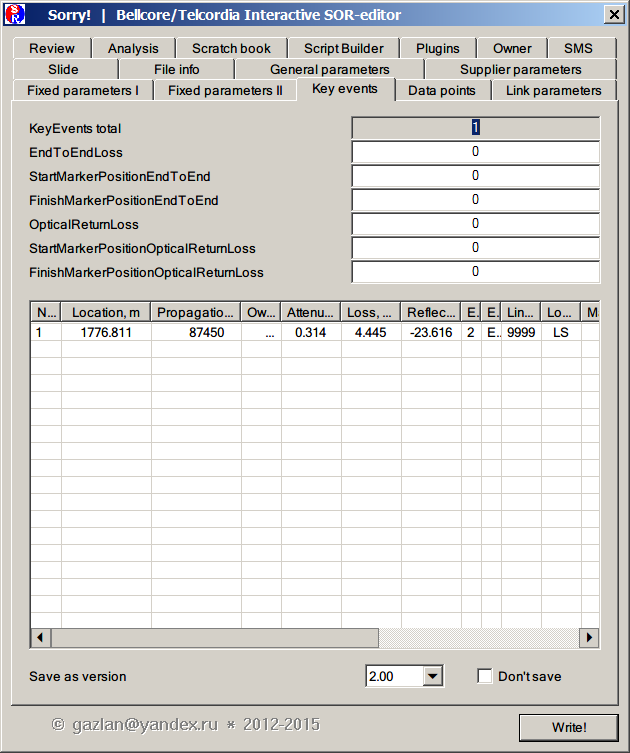 Sorry! | Bellcore/Telcordia Interactive SOR-editor
Review Analysis Scratch book Script Builder Plugins Owner SMS
Slide File info General parameters Supplier parameters
Fixed parameters I Fixed parameters II Key events Data points Link parameters
KeyEvents total 1
EndToEndLoss 0
StartMarkerPositionEndToEnd 0
FinishMarkerPositionEndToEnd 0
OpticalReturnLoss 0
StartMarkerPositionOpticalReturnLoss 0
FinishMarkerPositionOpticalReturnLoss 0
N... Location, m Propagatio... Ow... Attenu... Loss, ... Reflec... E. E. Lin... Lo... M
1 1776.811 87450 ... 0.314 4.445 -23.616 2 E.. 9999 LS
Save as version 2.00 Don't save
© gazlan@yandex.ru * 2012-2015
Write!